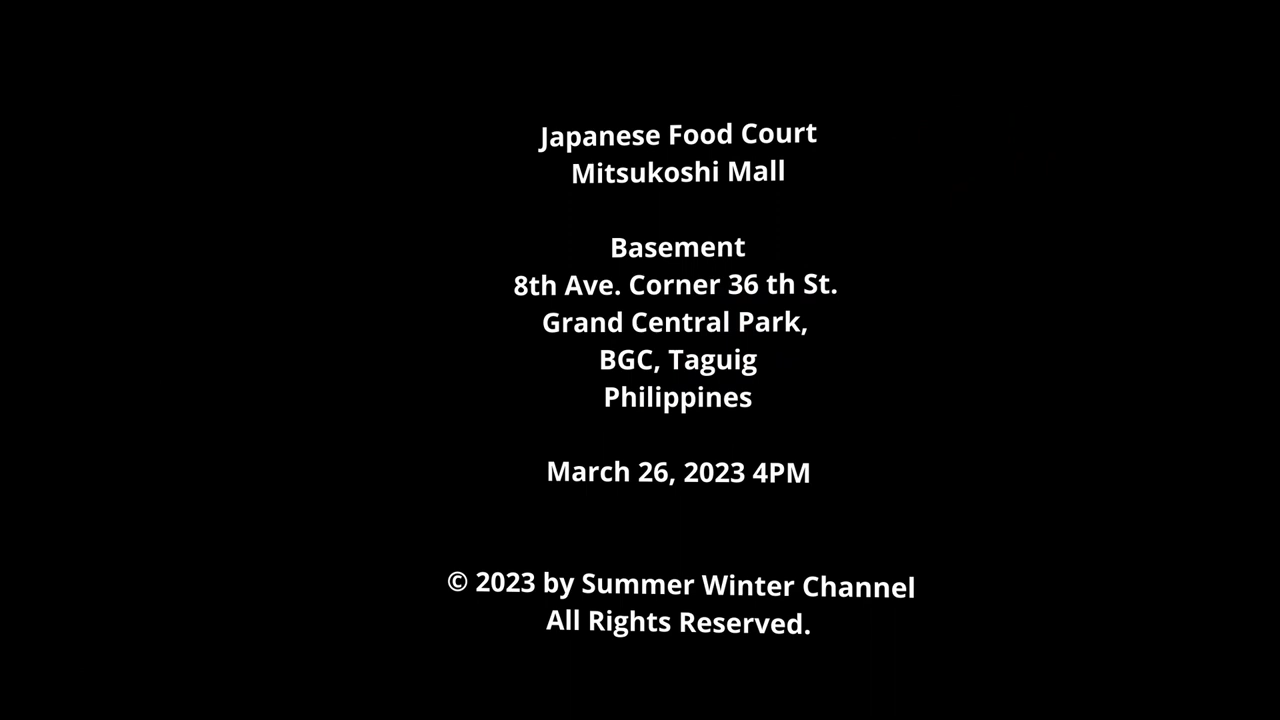 Japanese Food Court
Mitsukoshi Mall
Basement
8th Ave. Corner 36 th St.
Grand Central Park,
BGC, Taguig
Philippines
March 26, 2023 4PM
© 2023 by Summer Winter Channel
All Rights Reserved.